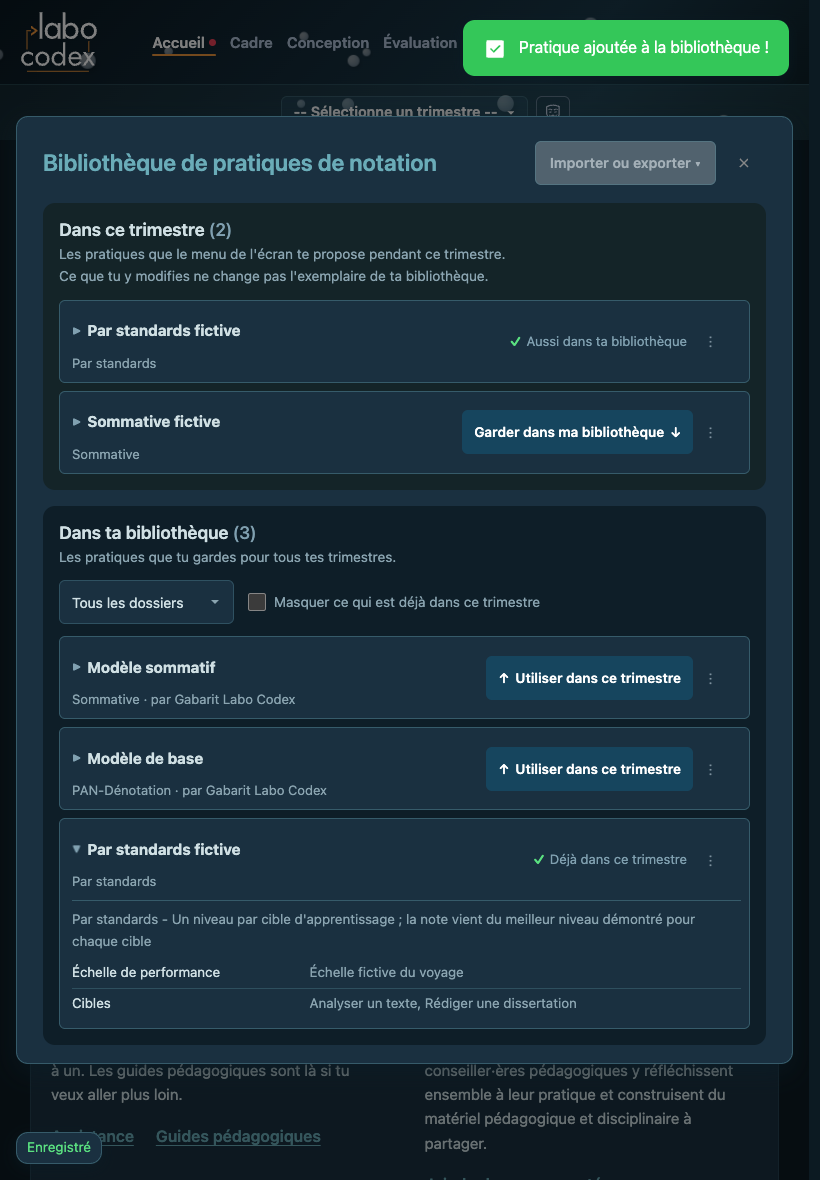 labo
codex
Accueil
Cadre
Conception
Évaluation
Pratique ajoutée à la bibliothèque !
-- Sélectionne un trimestre --
Bibliothèque de pratiques de notation
Importer ou exporter ▾
×
Dans ce trimestre (2)
Les pratiques que le menu de l'écran te propose pendant ce trimestre.
Ce que tu y modifies ne change pas l'exemplaire de ta bibliothèque.
Par standards fictive
Aussi dans ta bibliothèque
Par standards
Sommative fictive
Garder dans ma bibliothèque ↓
Sommative
Dans ta bibliothèque (3)
Les pratiques que tu gardes pour tous tes trimestres.
Tous les dossiers
Masquer ce qui est déjà dans ce trimestre
Modèle sommatif
↑ Utiliser dans ce trimestre
Sommative · par Gabarit Labo Codex
Modèle de base
↑ Utiliser dans ce trimestre
PAN-Dénotation · par Gabarit Labo Codex
Par standards fictive
Déjà dans ce trimestre
Par standards
Par standards - Un niveau par cible d'apprentissage ; la note vient du meilleur niveau démontré pour
chaque cible
Échelle de performance
Échelle fictive du voyage
Cibles
Analyser un texte, Rédiger une dissertation
à un. Les guides pédagogiques sont là si tu
veux aller plus loin.
Guides pédagogiques
conseiller·ères pédagogiques y réfléchissent
ensemble à leur pratique et construisent du
matériel pédagogique et disciplinaire à
partager.
Enregistré